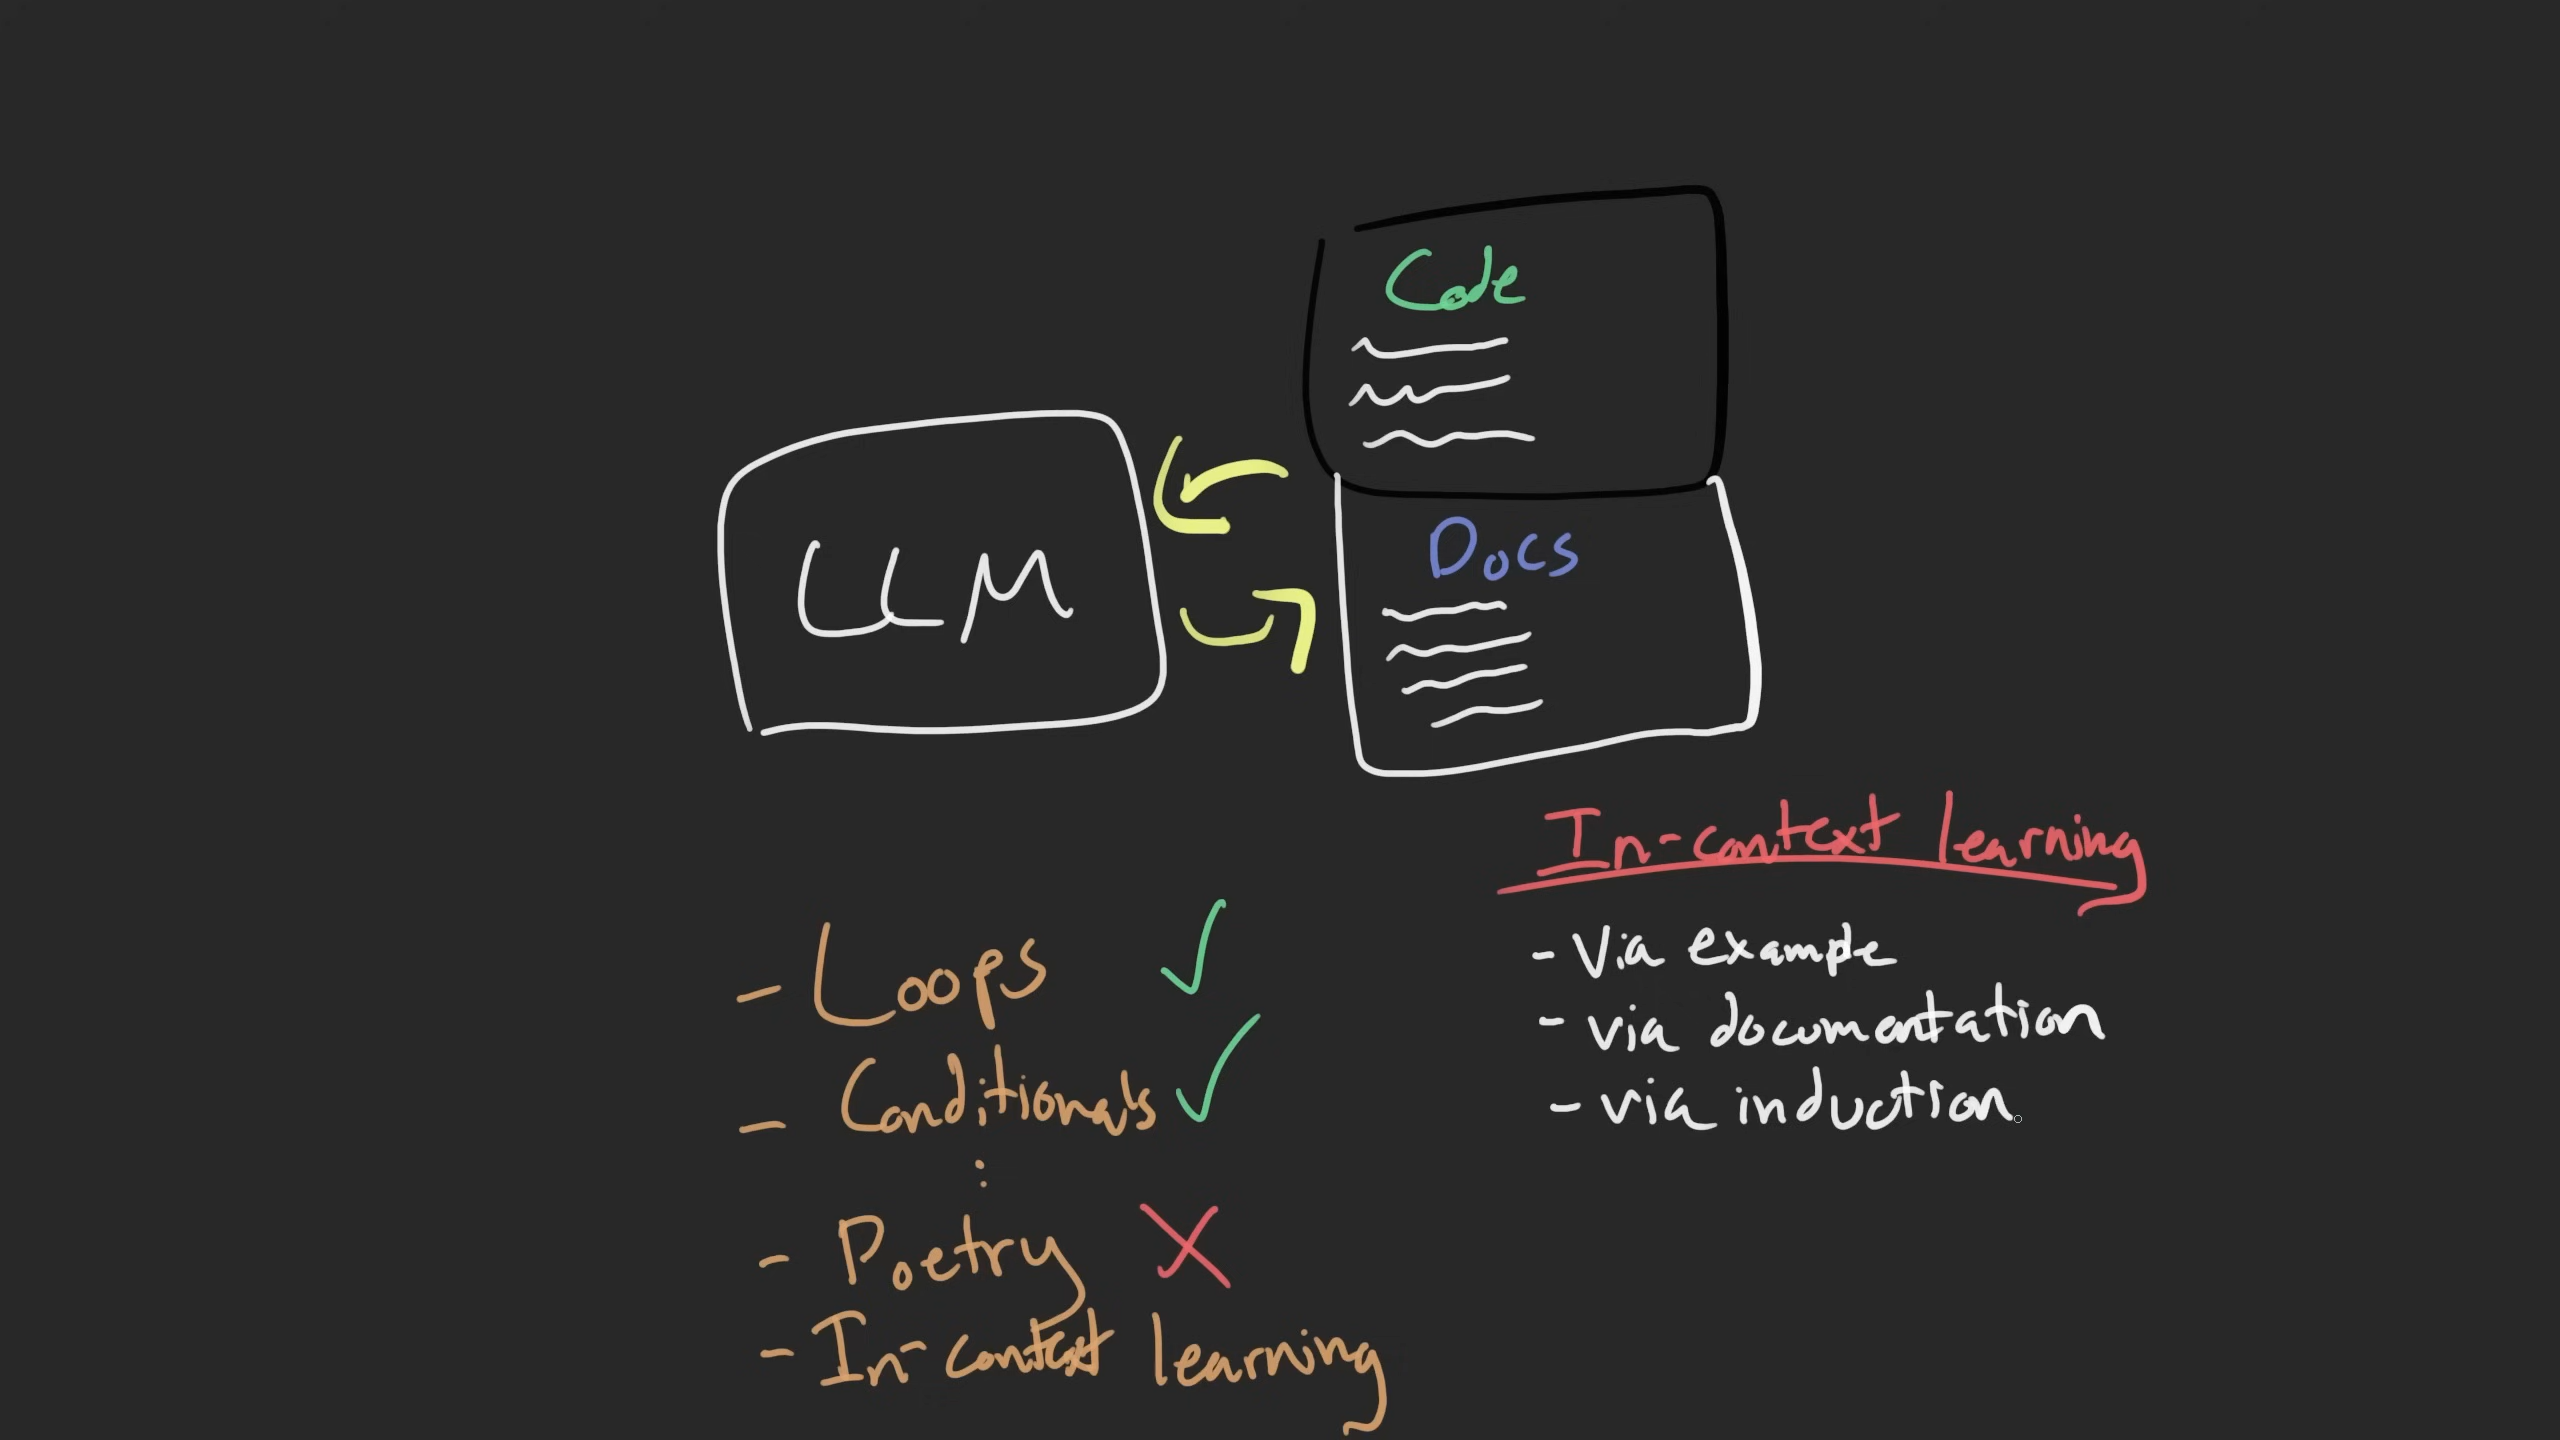 Code
LLM
Docs
In-context learning
- Via example
- via documentation
- via induction
- Loops ✓
- Conditionals ✓
:
- Poetry X
- In-context learning